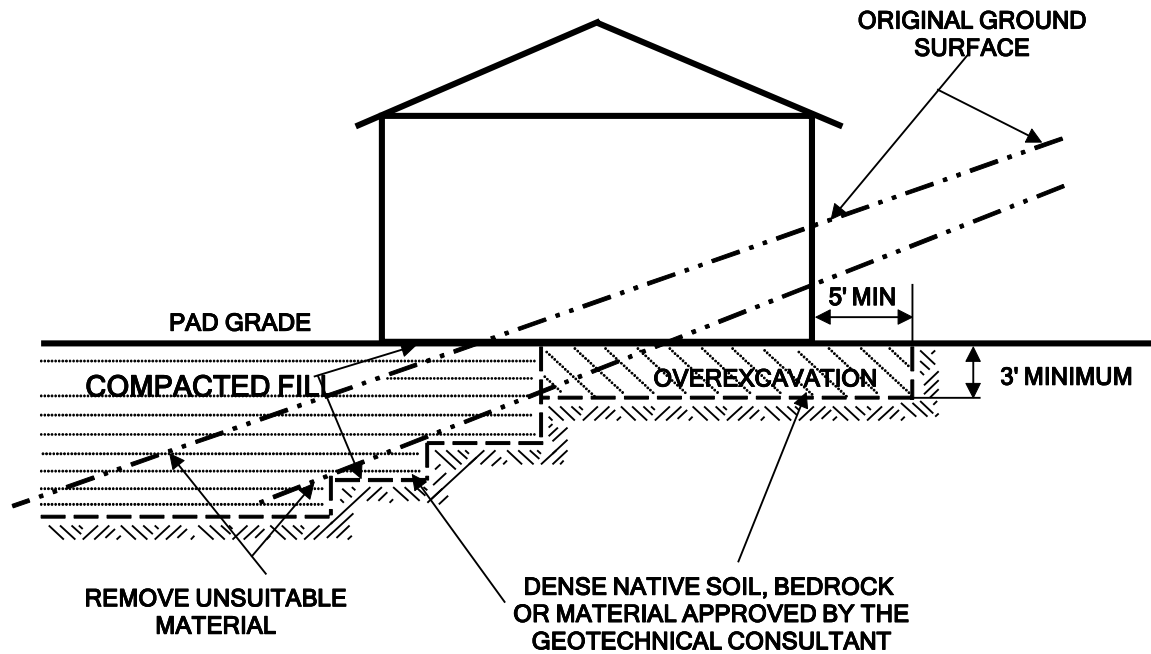 ORIGINAL GROUND
SURFACE
5' MIN
PAD GRADE
COMPACTED FILL
OVEREXCAVATION
3' MINIMUM
REMOVE UNSUITABLE
MATERIAL
DENSE NATIVE SOIL, BEDROCK
OR MATERIAL APPROVED BY THE
GEOTECHNICAL CONSULTANT